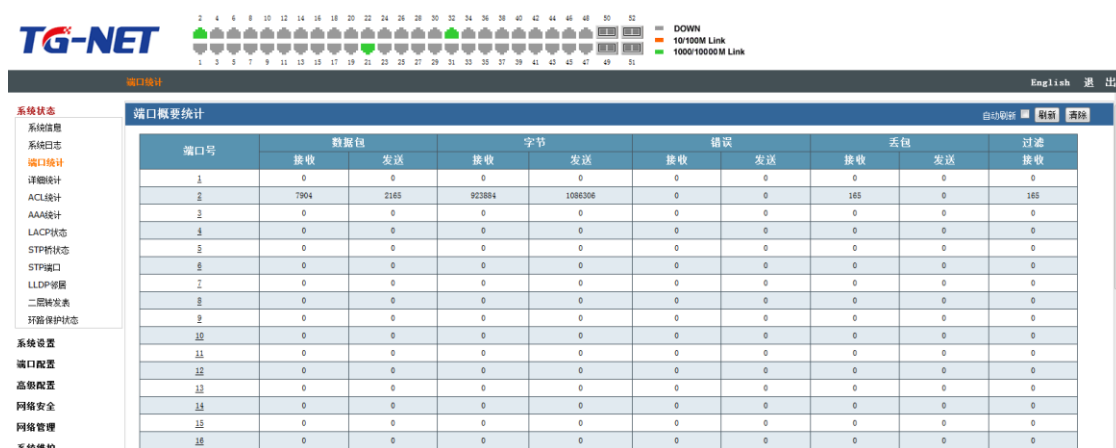 2 4 6 8 10 12 14 16 18 20 22 24 26 28 30 32 34 36 38 40 42 44 46 48 50 52
TG-NET
DOWN
10/100M Link
1000/10000M Link
1 3 5 7 9 11 13 15 17 19 21 23 25 27 29 31 33 35 37 39 41 43 45 47 49 51
端口统计 English 退 出
系统状态
系统信息
系统日志
端口统计
详细统计
ACL统计
AAA统计
LACP状态
STP桥状态
STP端口
LLDP邻居
二层转发表
环路保护状态
系统设置
端口配置
高级配置
网络安全
网络管理
系统维护
端口概要统计 自动刷新 刷新 清除
端口号 数据包 字节 错误 丢包 过滤
接收 发送 接收 发送 接收 发送 接收 发送 接收
1 0 0 0 0 0 0 0 0 0
2 7904 2165 923884 1086306 0 0 165 0 165
3 0 0 0 0 0 0 0 0 0
4 0 0 0 0 0 0 0 0 0
5 0 0 0 0 0 0 0 0 0
6 0 0 0 0 0 0 0 0 0
7 0 0 0 0 0 0 0 0 0
8 0 0 0 0 0 0 0 0 0
9 0 0 0 0 0 0 0 0 0
10 0 0 0 0 0 0 0 0 0
11 0 0 0 0 0 0 0 0 0
12 0 0 0 0 0 0 0 0 0
13 0 0 0 0 0 0 0 0 0
14 0 0 0 0 0 0 0 0 0
15 0 0 0 0 0 0 0 0 0
16 0 0 0 0 0 0 0 0 0